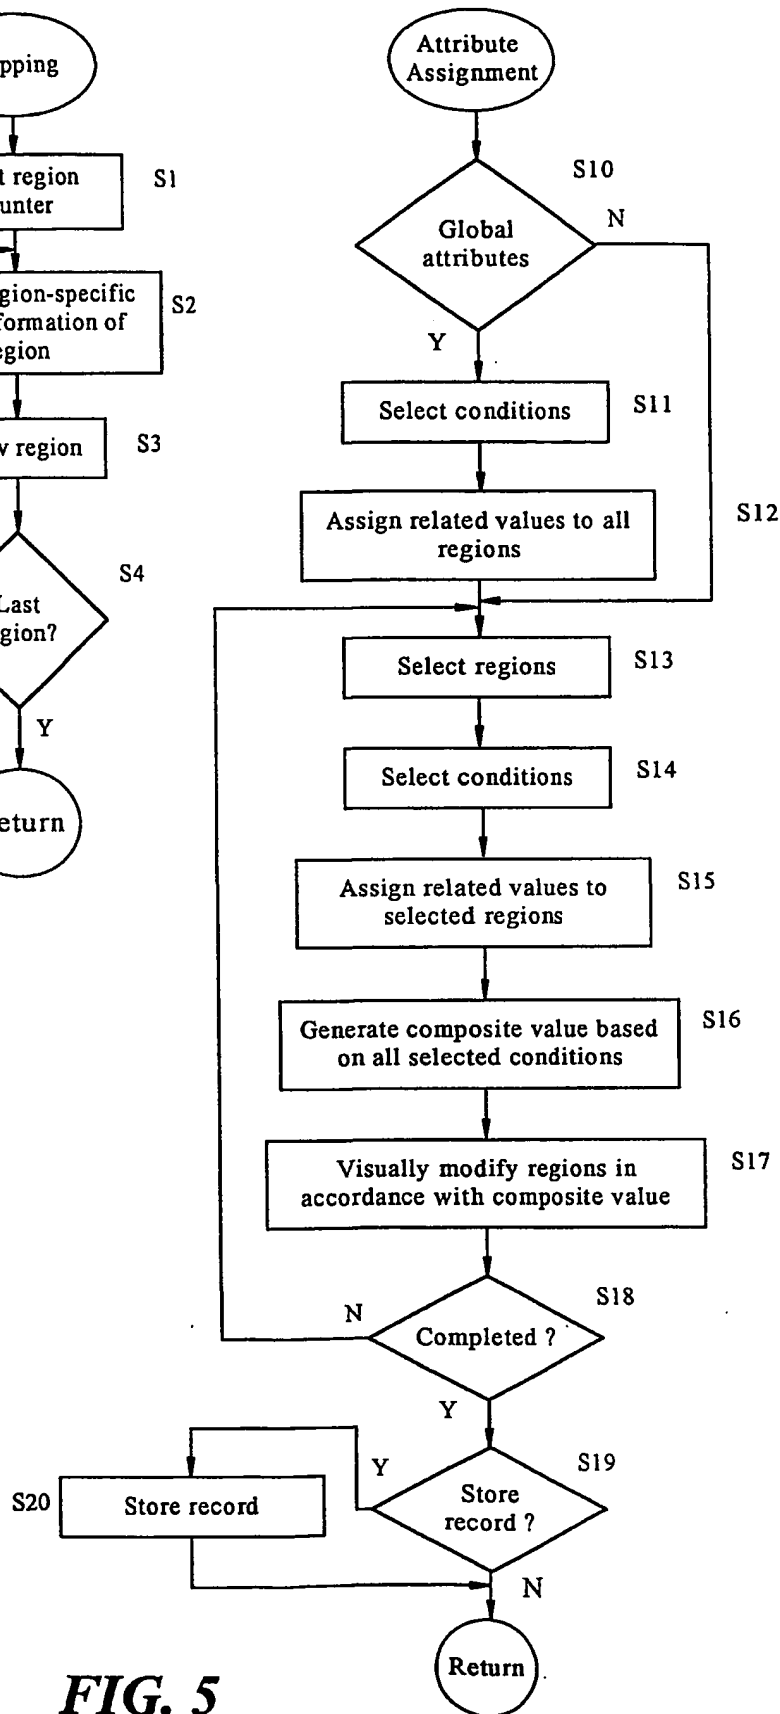 pping
t region
unter
S1
gion-specific
formation of
egion
S2
region
S3
Last
gion?
S4
Y
eturn
Attribute
Assignment
S10
Global
attributes
N
Y
Select conditions
S11
Assign related values to all
regions
S12
Select regions
S13
Select conditions
S14
Assign related values to
selected regions
S15
Generate composite value based
on all selected conditions
S16
Visually modify regions in
accordance with composite value
S17
Completed ?
S18
N
Y
Store
record ?
S19
Y
N
Store record
S20
Return
FIG. 5